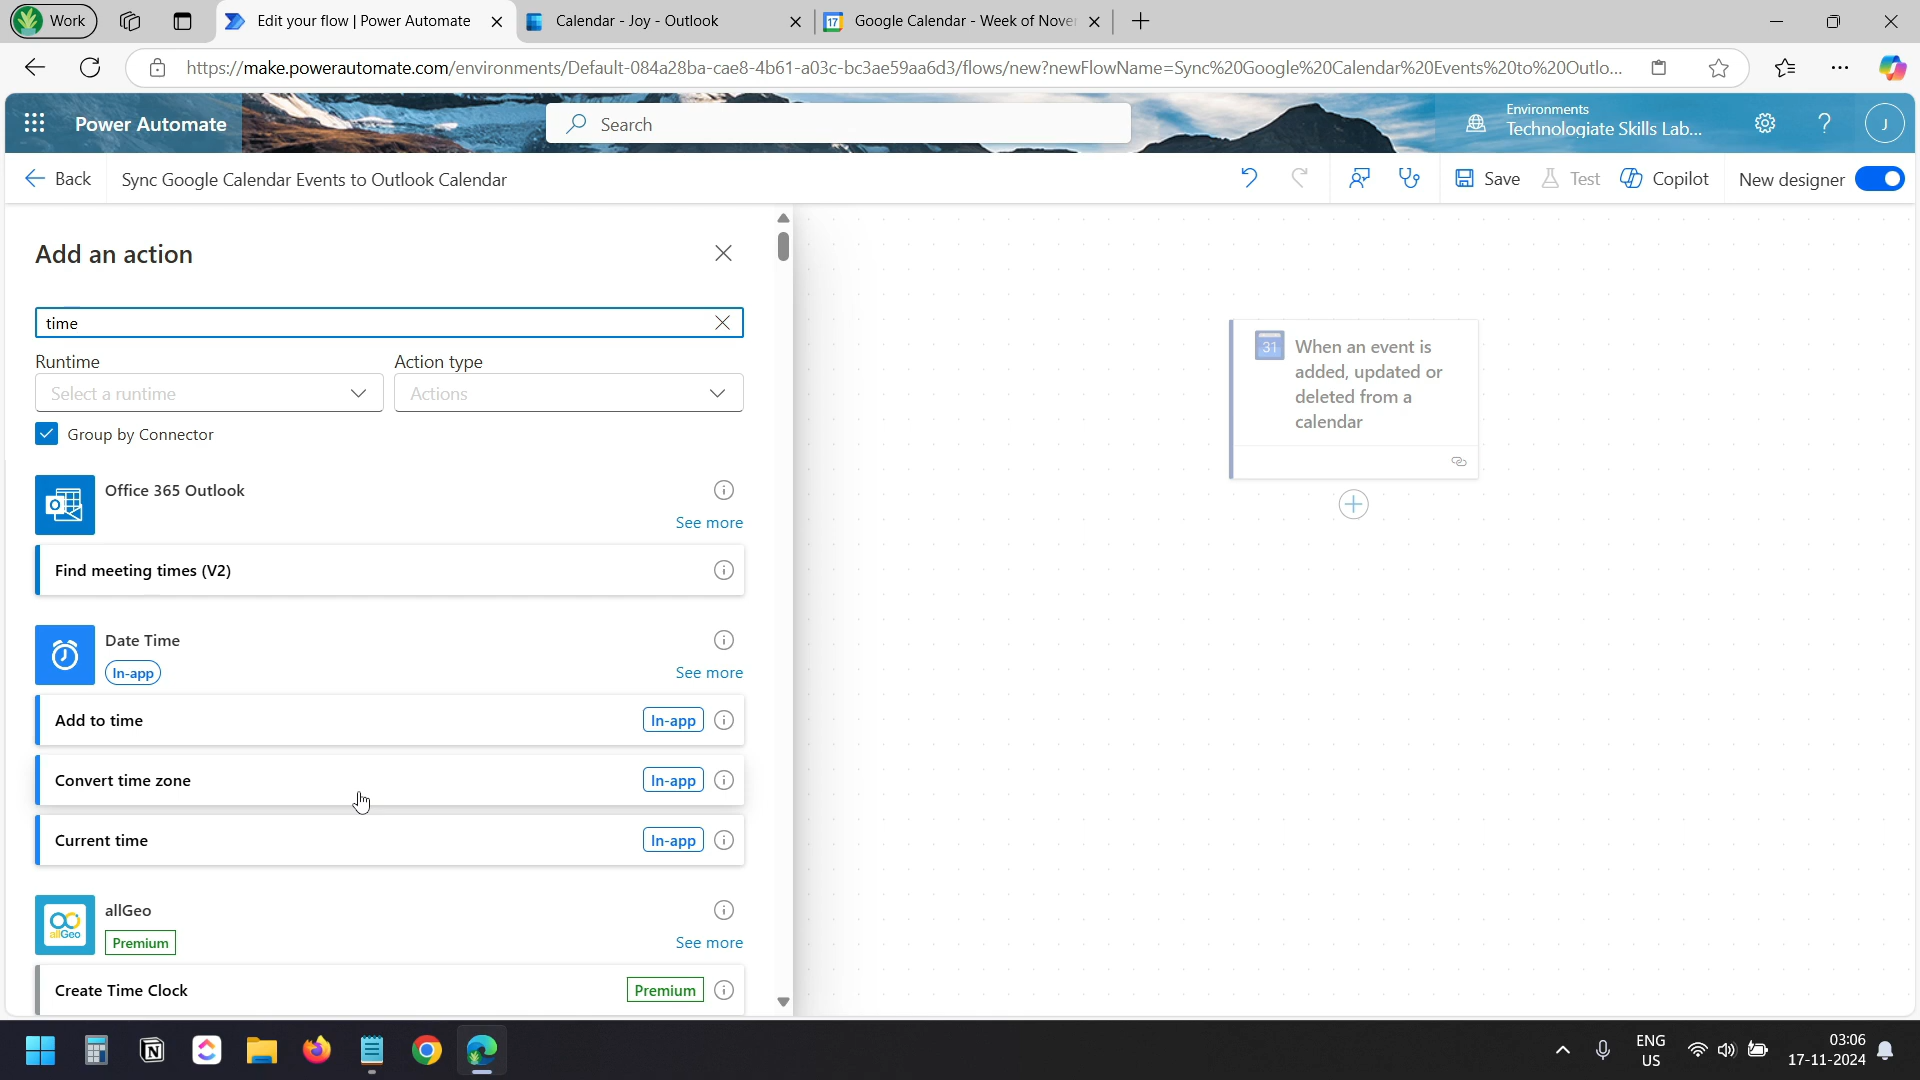 Work
Edit your flow | Power Automate
Calendar - Joy - Outlook
17
Google Calendar - Week of Nove
https://make.powerautomate.com/environments/Default-084a28ba-cae8-4b61-a03c-bc3ae59aa6d3/flows/new?newFlowName=Sync%20Google%20Calendar%20Events%20to%20Outlo...
Power Automate
Search
Environments
Technologiate Skills Lab...
?
J
Back
Sync Google Calendar Events to Outlook Calendar
Save
Test
Copilot
New designer
Add an action
time
Runtime
Action type
Select a runtime
Actions
Group by Connector
Office 365 Outlook
See more
Find meeting times (V2)
Date Time
In-app
See more
Add to time
In-app
Convert time zone
In-app
Current time
In-app
allGeo
allGeo
Premium
See more
Create Time Clock
Premium
31
When an event is
added, updated or
deleted from a
calendar
ENG
US
03:06
17-11-2024